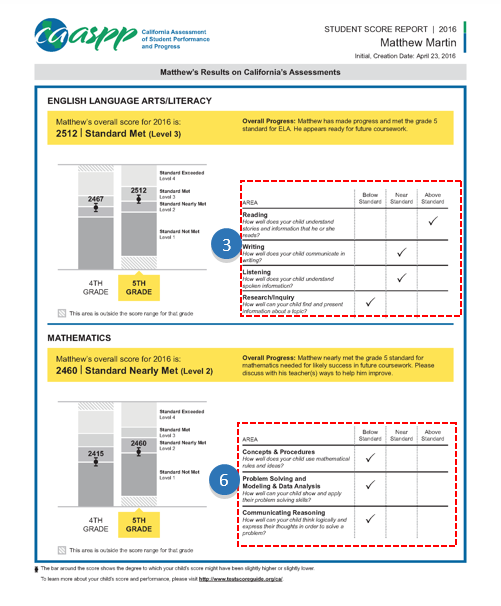 caaspp
California Assessment
of Student Performance
and Progress
STUDENT SCORE REPORT | 2016
Matthew Martin
Initial, Creation Date: April 23, 2016
Matthew's Results on California's Assessments
ENGLISH LANGUAGE ARTS/LITERACY
Matthew's overall score for 2016 is:
2512 | Standard Met (Level 3)
Overall Progress: Matthew has made progress and met the grade 5
standard for ELA. He appears ready for future coursework.
Standard Exceeded
Level 4
Standard Met
Level 3
Standard Nearly Met
Level 2
Standard Not Met
Level 1
2467
2512
4TH
GRADE
5TH
GRADE
This area is outside the score range for that grade
3
AREA
Below
Standard
Near
Standard
Above
Standard
Reading
How well does your child understand
stories and information that he or she
reads?
Writing
How well does your child communicate in
writing?
Listening
How well does your child understand
spoken information?
Research/Inquiry
How well can your child find and present
information about a topic?
MATHEMATICS
Matthew's overall score for 2016 is:
2460 | Standard Nearly Met (Level 2)
Overall Progress: Matthew nearly met the grade 5 standard for
mathematics needed for likely success in future coursework. Please
discuss with his teacher(s) ways to help him improve.
Standard Exceeded
Level 4
Standard Met
Level 3
Standard Nearly Met
Level 2
Standard Not Met
Level 1
2415
2460
4TH
GRADE
5TH
GRADE
This area is outside the score range for that grade
6
AREA
Below
Standard
Near
Standard
Above
Standard
Concepts & Procedures
How well does your child use mathematical
rules and ideas?
Problem Solving and
Modeling & Data Analysis
How well can your child show and apply
their problem solving skills?
Communicating Reasoning
How well can your child think logically and
express their thoughts in order to solve a
problem?
The bar around the score shows the degree to which your child's score might have been slightly higher or slightly lower.
To learn more about your child's score and performance, please visit http://www.testscoreguide.org/ca/.